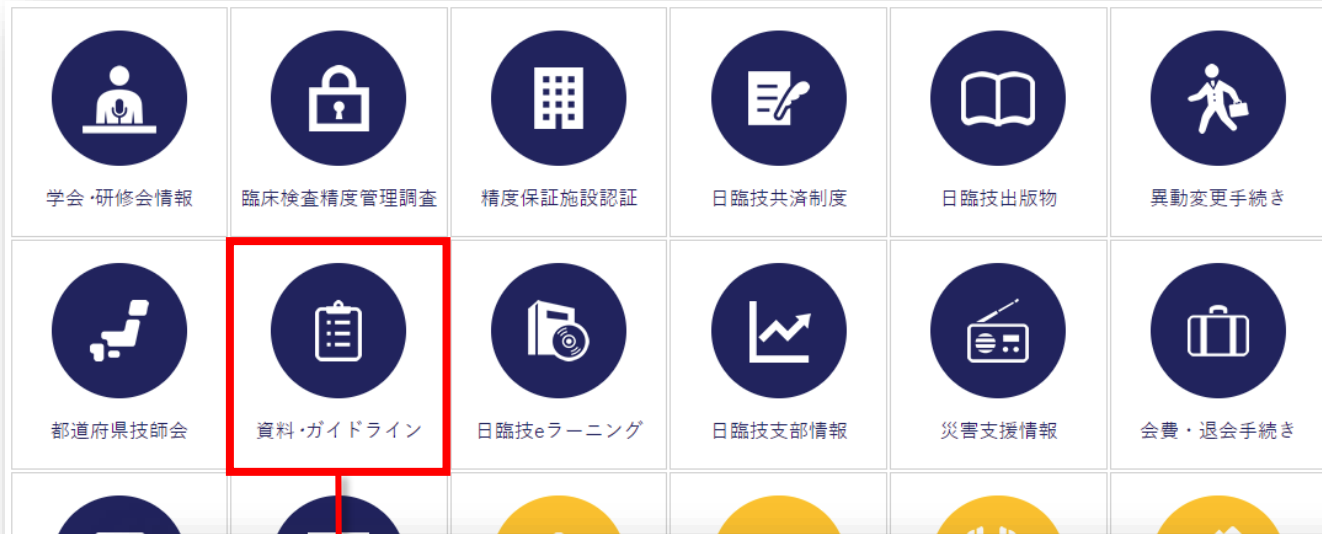 学会・研修会情報
臨床検査精度管理調査
精度保証施設認証
日臨技共済制度
日臨技出版物
異動変更手続き
都道府県技師会
資料・ガイドライン
日臨技eラーニング
日臨技支部情報
災害支援情報
会費・退会手続き